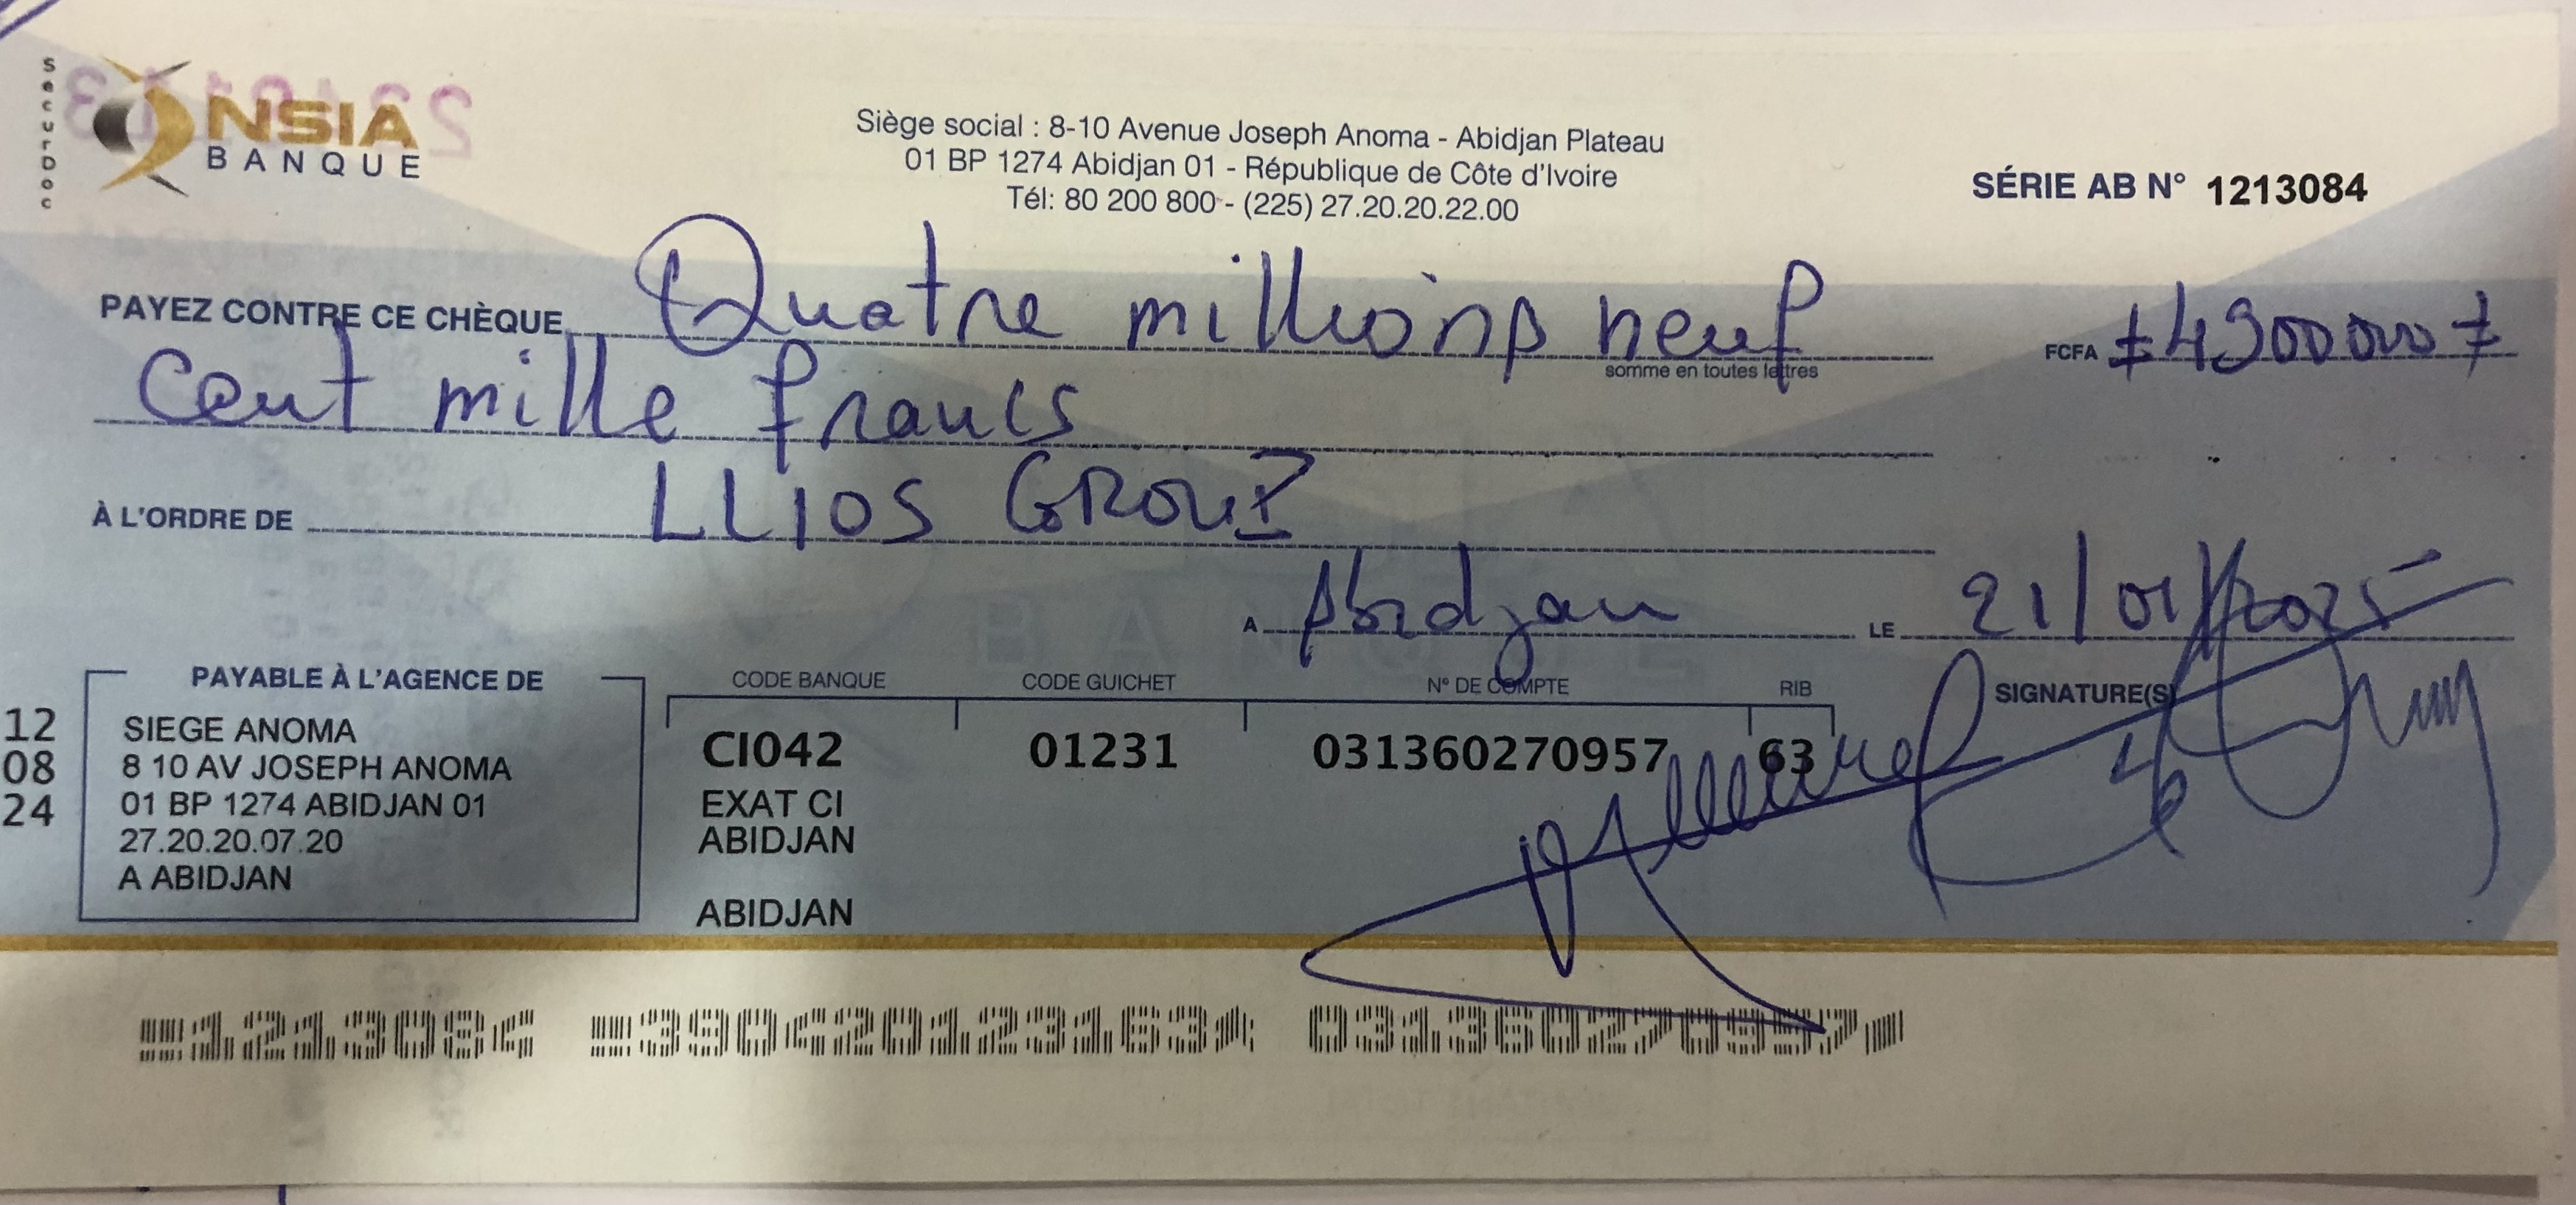 SecurDoc
NSIA
BANQUE
Siège social : 8-10 Avenue Joseph Anoma - Abidjan Plateau
01 BP 1274 Abidjan 01 - République de Côte d'Ivoire
Tél: 80 200 800 - (225) 27.20.20.22.00
SÉRIE AB N° 1213084
PAYEZ CONTRE CE CHÈQUE Quatre millions neuf
somme en toutes lettres
FCFA ≠4900000≠
Cent mille francs
À L'ORDRE DE LLIOS GROUP
A Abidjan LE 21/01/2025
PAYABLE À L'AGENCE DE
SIEGE ANOMA
8 10 AV JOSEPH ANOMA
01 BP 1274 ABIDJAN 01
27.20.20.07.20
A ABIDJAN
12
08
24
CODE BANQUE CODE GUICHET N° DE COMPTE RIB
CI042 01231 031360270957 63
EXAT CI
ABIDJAN
ABIDJAN
SIGNATURE(S)
1213084 390420123163 031360270957